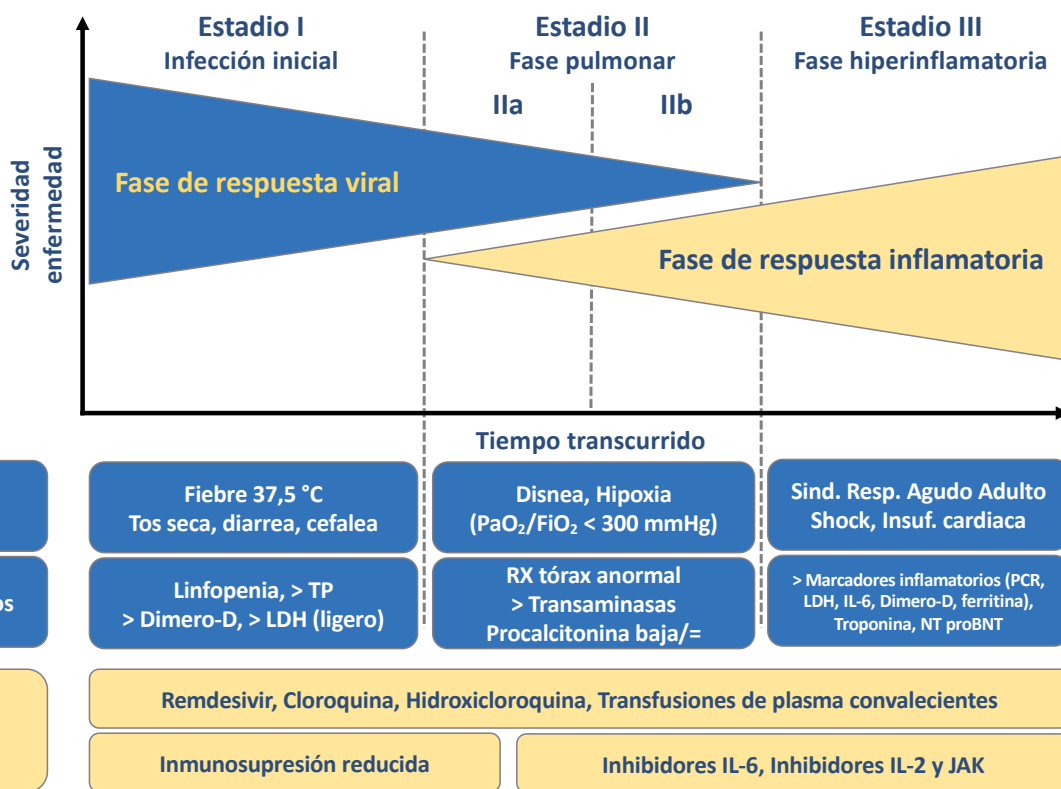 Estadio I
Infección inicial
Estadio II
Fase pulmonar
IIa
IIb
Estadio III
Fase hiperinflamatoria
Severidad
enfermedad
Fase de respuesta viral
Fase de respuesta inflamatoria
Tiempo transcurrido
Fiebre 37,5 °C
Tos seca, diarrea, cefalea
Disnea, Hipoxia
(PaO₂/FiO₂ < 300 mmHg)
Sind. Resp. Agudo Adulto
Shock, Insuf. cardiaca
os
Linfopenia, > TP
> Dimero-D, > LDH (ligero)
RX tórax anormal
> Transaminasas
Procalcitonina baja/=
> Marcadores inflamatorios (PCR,
LDH, IL-6, Dimero-D, ferritina),
Troponina, NT proBNT
Remdesivir, Cloroquina, Hidroxicloroquina, Transfusiones de plasma convalecientes
Inmunosupresión reducida
Inhibidores IL-6, Inhibidores IL-2 y JAK